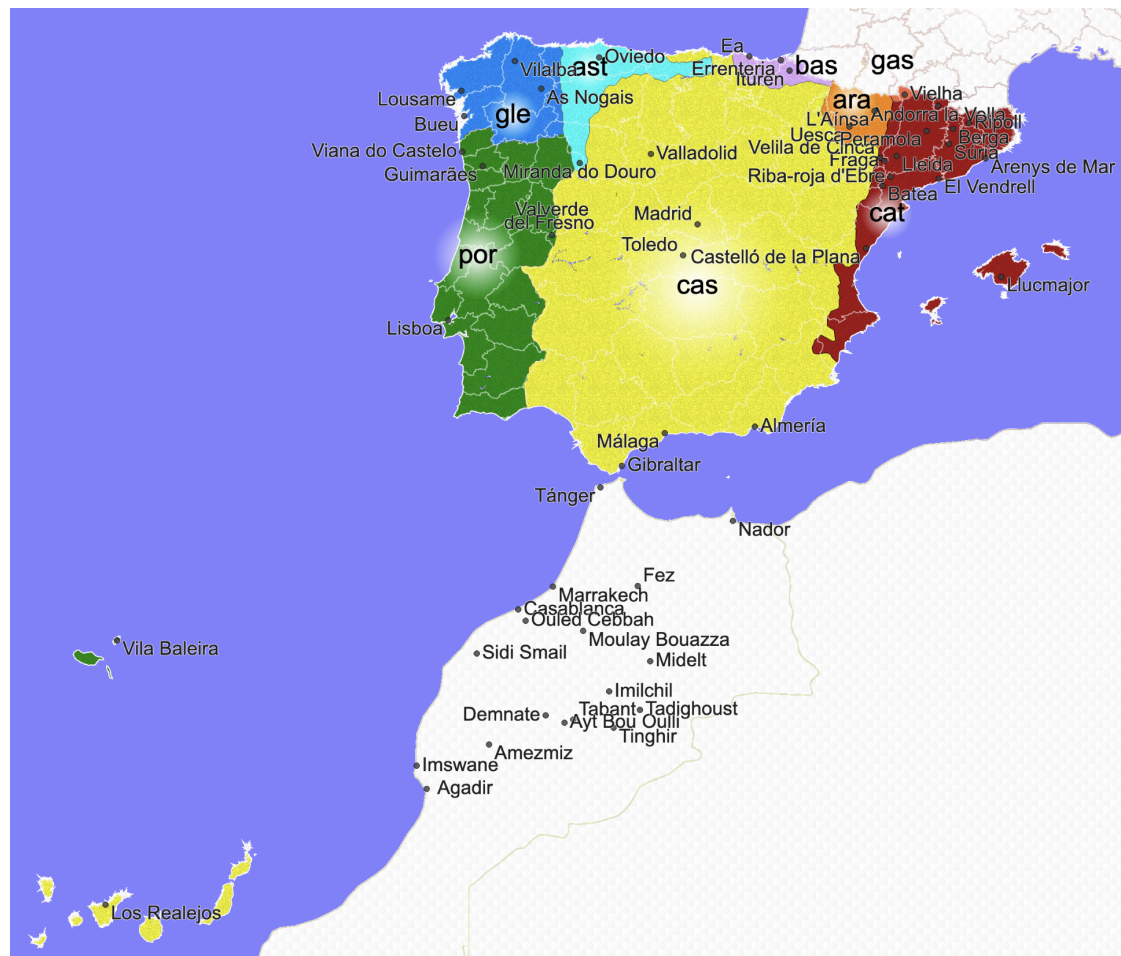 Ea
Oviedo
ast
Vilalba
Errenteria
bas
gas
Ituren
Lousame
As Nogais
gle
Bueu
ara
Vielha
Andorra la Vella
L'Aínsa
Ripoll
Uesca
Peramola
Berga
Viana do Castelo
Valladolid
Velila de Cinca
Súria
Guimarães
Miranda do Douro
Fraga
Lleida
Arenys de Mar
Riba-roja d'Ebre
El Vendrell
Batea
Valverde
del Fresno
Madrid
cat
Toledo
por
Castelló de la Plana
cas
Llucmajor
Lisboa
Almería
Málaga
Gibraltar
Tánger
Nador
Fez
Marrakech
Casablanca
Ouled Cebbah
Moulay Bouazza
Vila Baleira
Sidi Smail
Midelt
Imilchil
Tabant
Tadighoust
Demnate
Ayt Bou Oulli
Tinghir
Amezmiz
Imswane
Agadir
Los Realejos